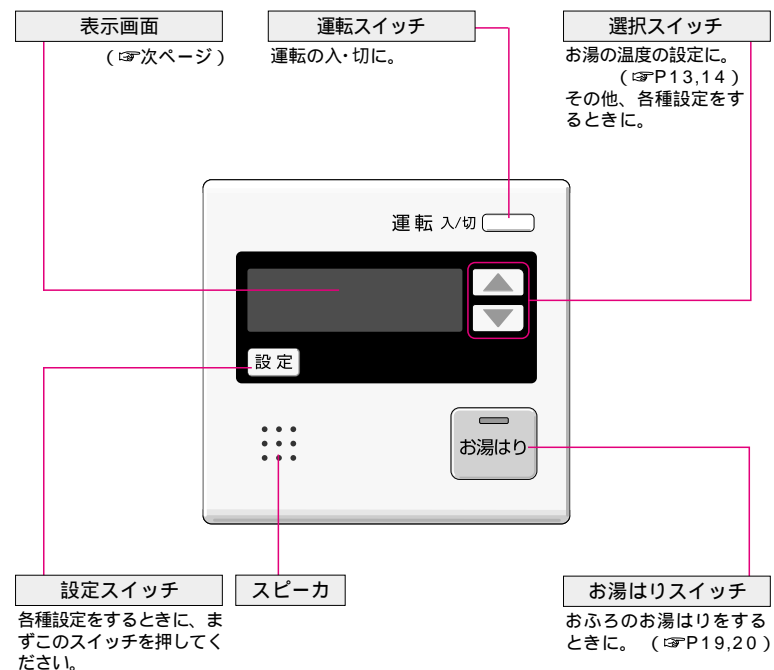 表示画面
(☞次ページ)
運転スイッチ
運転の入・切に。
選択スイッチ
お湯の温度の設定に。
(☞P13,14)
その他、各種設定をす
るときに。
運転 入/切
設定
お湯はり
設定スイッチ
各種設定をするときに、ま
ずこのスイッチを押してく
ださい。
スピーカ
お湯はりスイッチ
おふろのお湯はりをする
ときに。 (☞P19,20)